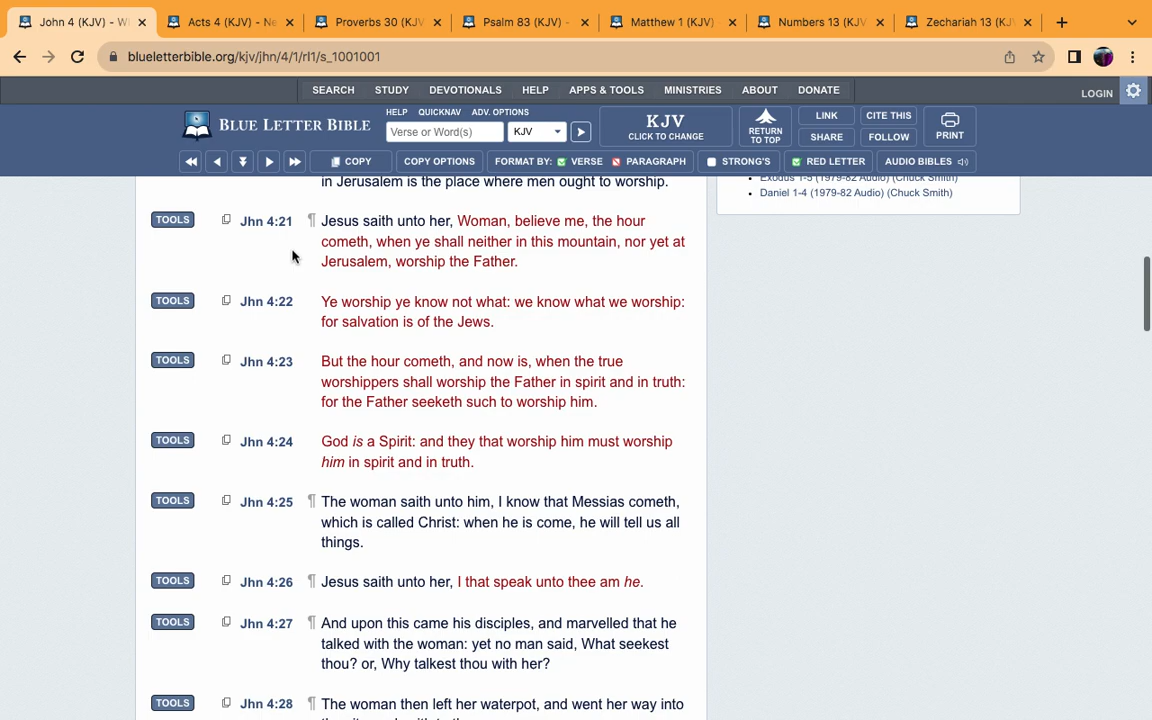 John 4 (KJV) - W
Acts 4 (KJV) - Ne
Proverbs 30 (KJV)
Psalm 83 (KJV) -
Matthew 1 (KJV)
Numbers 13 (KJV)
Zechariah 13 (KJV)
blueletterbible.org/kjv/jhn/4/1/rl1/s_1001001
SEARCH STUDY DEVOTIONALS HELP APPS & TOOLS MINISTRIES ABOUT DONATE LOGIN
BLUE LETTER BIBLE
HELP QUICKNAV ADV. OPTIONS
Verse or Word(s) KJV
KJV
CLICK TO CHANGE
RETURN
TO TOP
LINK CITE THIS
SHARE FOLLOW
PRINT
COPY COPY OPTIONS FORMAT BY: VERSE PARAGRAPH STRONG'S RED LETTER AUDIO BIBLES
in Jerusalem is the place where men ought to worship.
TOOLS Jhn 4:21 ¶ Jesus saith unto her, Woman, believe me, the hour
cometh, when ye shall neither in this mountain, nor yet at
Jerusalem, worship the Father.
TOOLS Jhn 4:22 Ye worship ye know not what: we know what we worship:
for salvation is of the Jews.
TOOLS Jhn 4:23 But the hour cometh, and now is, when the true
worshippers shall worship the Father in spirit and in truth:
for the Father seeketh such to worship him.
TOOLS Jhn 4:24 God is a Spirit: and they that worship him must worship
him in spirit and in truth.
TOOLS Jhn 4:25 ¶ The woman saith unto him, I know that Messias cometh,
which is called Christ: when he is come, he will tell us all
things.
TOOLS Jhn 4:26 ¶ Jesus saith unto her, I that speak unto thee am he.
TOOLS Jhn 4:27 ¶ And upon this came his disciples, and marvelled that he
talked with the woman: yet no man said, What seekest
thou? or, Why talkest thou with her?
TOOLS Jhn 4:28 ¶ The woman then left her waterpot, and went her way into
Exodus 1-5 (1979-82 Audio) (Chuck Smith)
Daniel 1-4 (1979-82 Audio) (Chuck Smith)